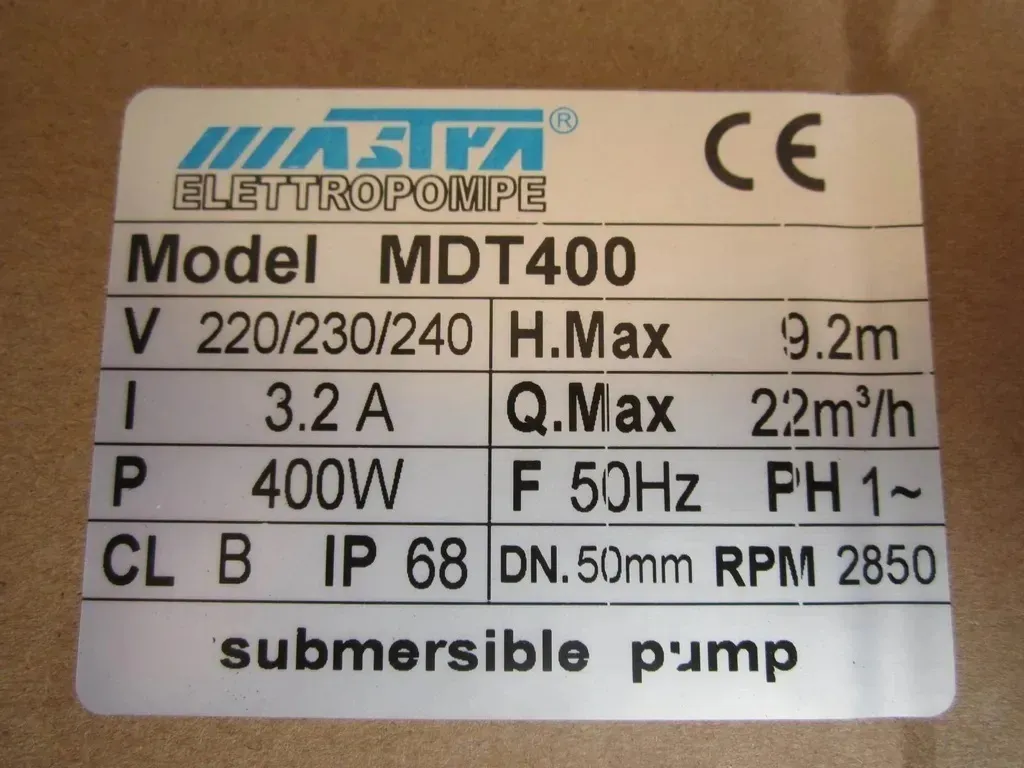 MASTRA®
ELETTROPOMPE
CE
Model MDT400
V 220/230/240 H.Max 9.2m
I 3.2 A Q.Max 22m³/h
P 400W F 50Hz PH 1~
CL B IP 68 DN.50mm RPM 2850
submersible pump